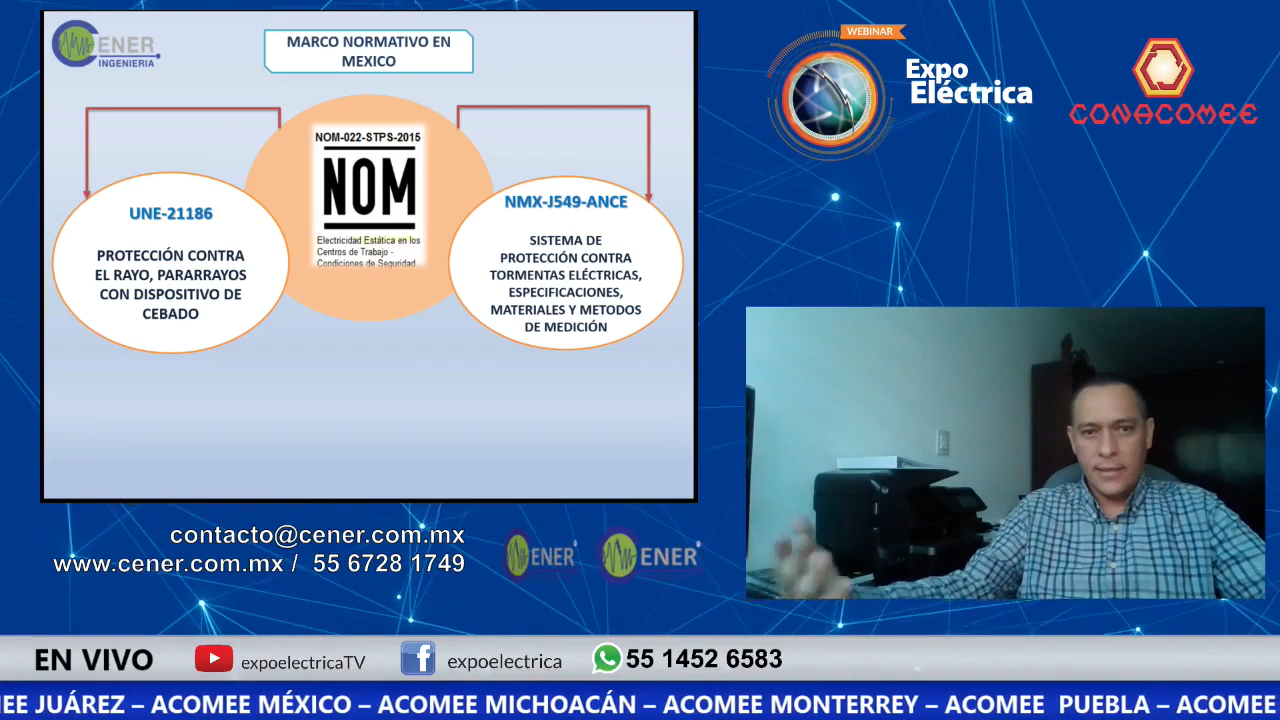 CENER
INGENIERIA
MARCO NORMATIVO EN
MEXICO
NOM-022-STPS-2015
NOM
Electricidad Estática en los
Centros de Trabajo -
Condiciones de Seguridad.
UNE-21186
PROTECCIÓN CONTRA
EL RAYO, PARARRAYOS
CON DISPOSITIVO DE
CEBADO
NMX-J549-ANCE
SISTEMA DE
PROTECCIÓN CONTRA
TORMENTAS ELÉCTRICAS,
ESPECIFICACIONES,
MATERIALES Y METODOS
DE MEDICIÓN
WEBINAR
Expo
Eléctrica
CONACOMEE
contacto@cener.com.mx
www.cener.com.mx / 55 6728 1749
CENER
CENER
EN VIVO
expoelectricaTV
expoelectrica
55 1452 6583
MEE JUÁREZ – ACOMEE MÉXICO – ACOMEE MICHOACÁN – ACOMEE MONTERREY – ACOMEE PUEBLA – ACOMEE